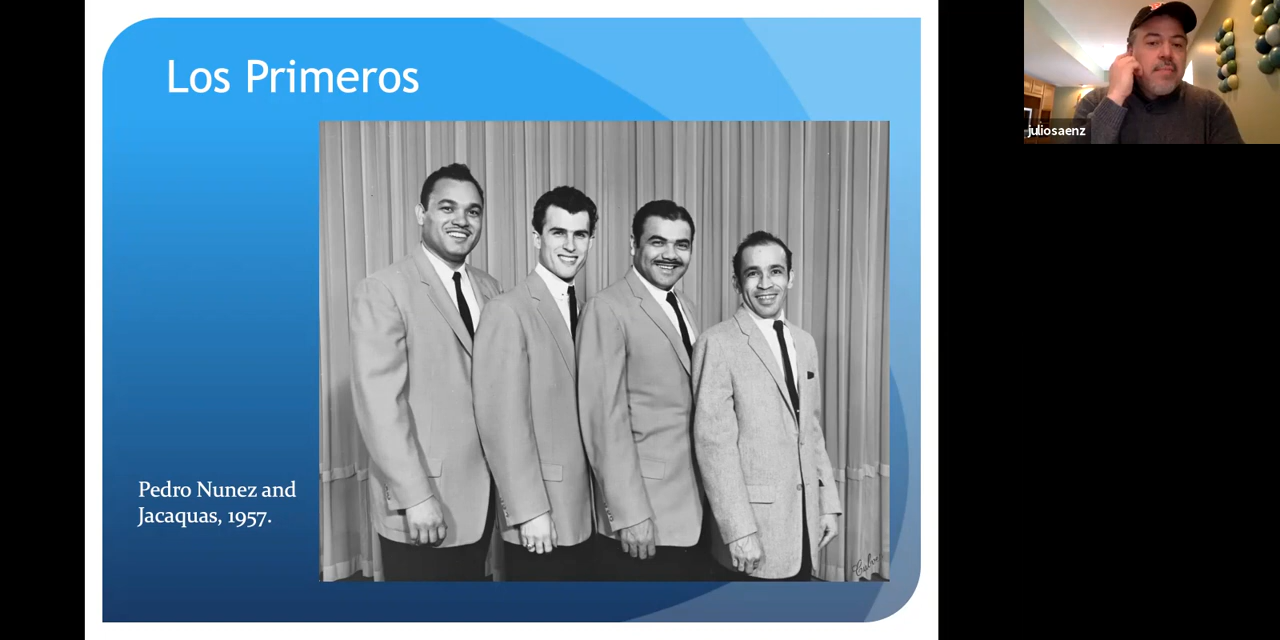 Los Primeros
Pedro Nunez and
Jacaquas, 1957.
juliosaenz